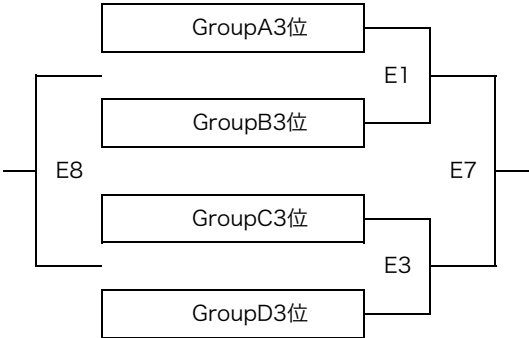 GroupA3位
E1
GroupB3位
E8
E7
GroupC3位
E3
GroupD3位